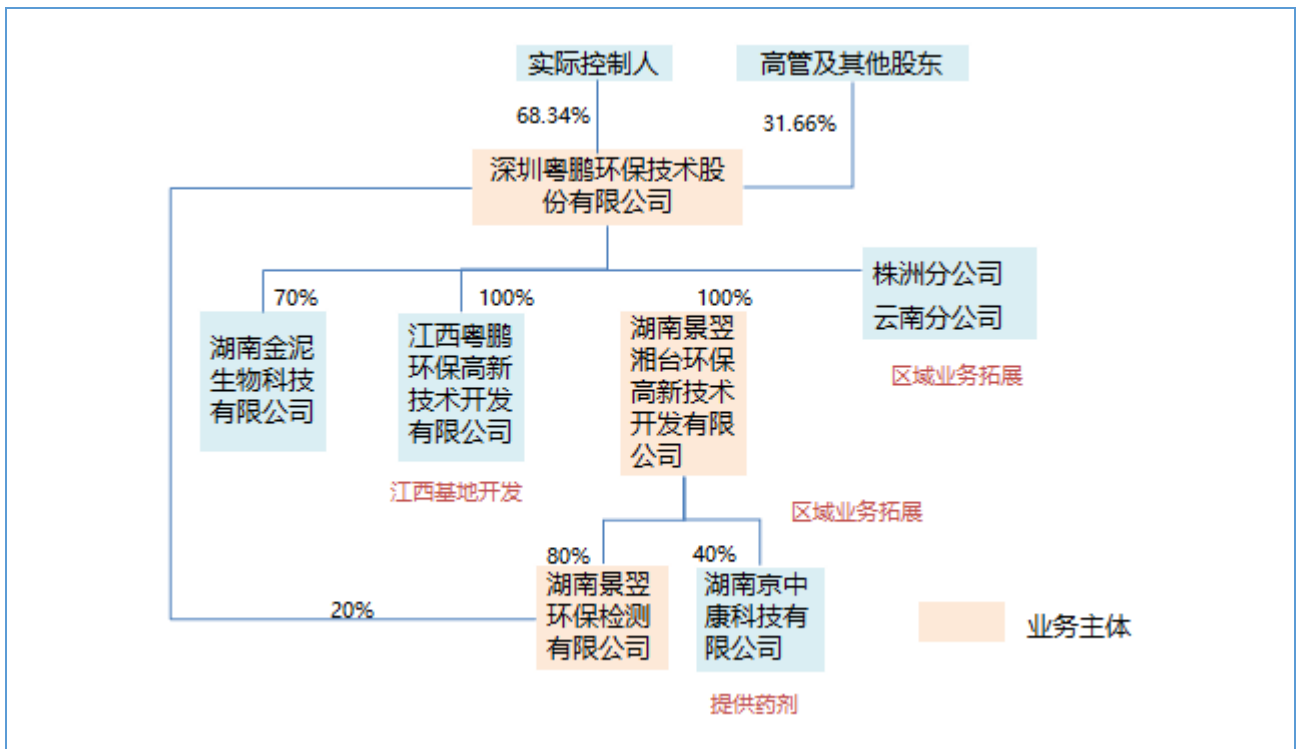 实际控制人
高管及其他股东
68.34%
31.66%
深圳粤鹏环保技术股
份有限公司
株洲分公司
云南分公司
区域业务拓展
70%
100%
100%
湖南金泥
生物科技
有限公司
江西粤鹏
环保高新
技术开发
有限公司
湖南景翌
湘台环保
高新技术
开发有限
公司
江西基地开发
区域业务拓展
80%
40%
20%
湖南景翌
环保检测
有限公司
湖南京中
康科技有
限公司
业务主体
提供药剂